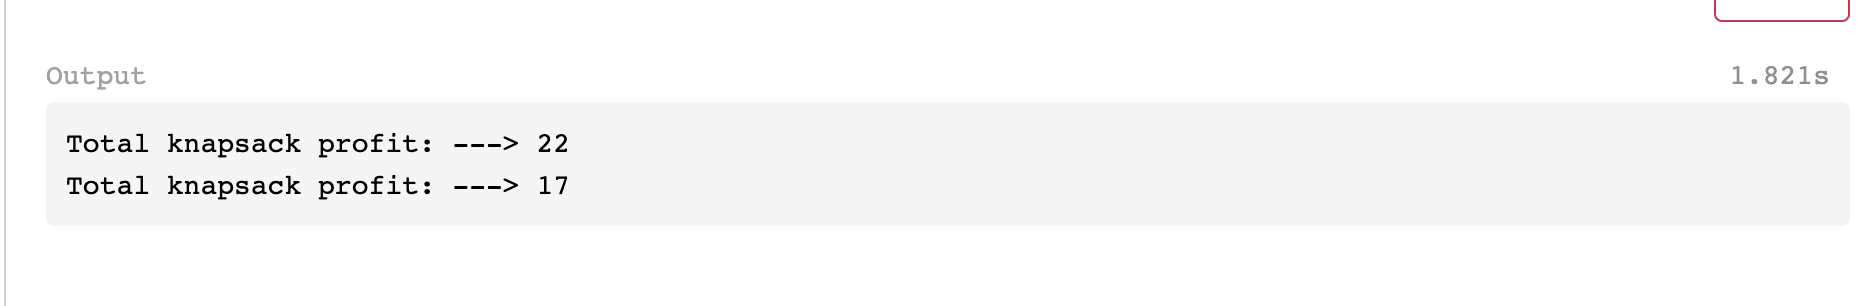 Output 1.821s
Total knapsack profit: ---> 22
Total knapsack profit: ---> 17